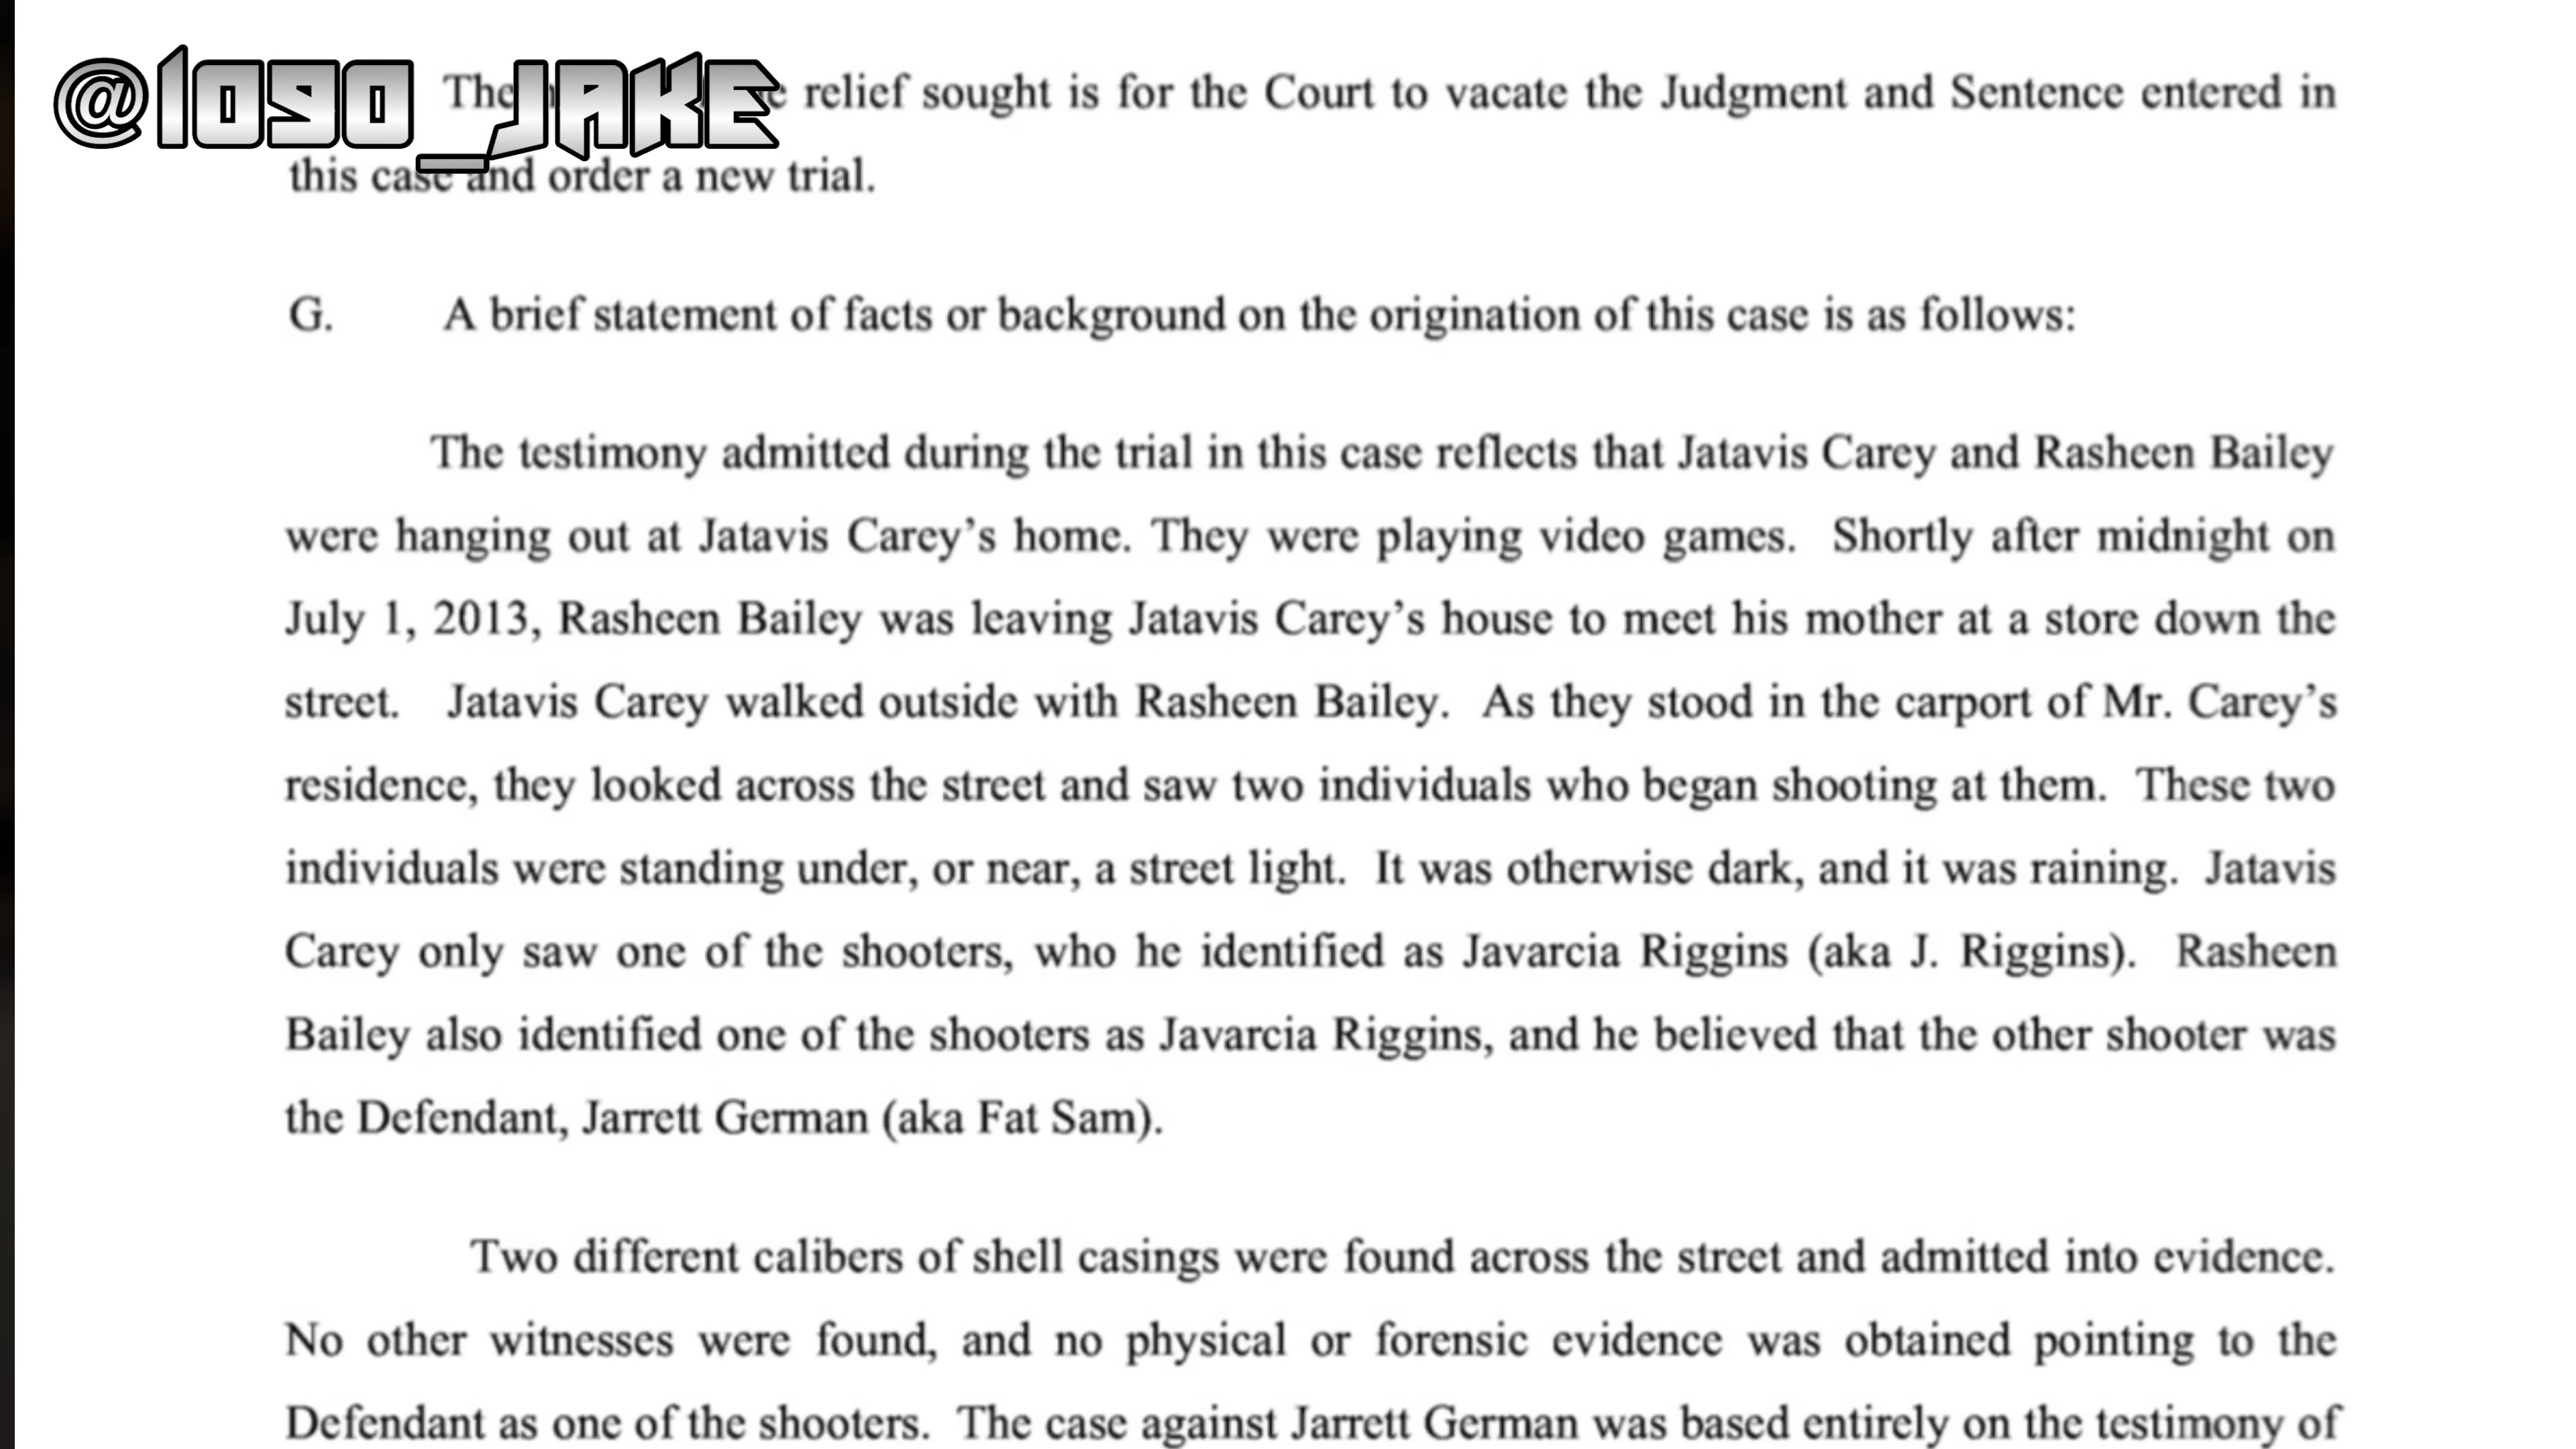 @1090_JAKE
The relief sought is for the Court to vacate the Judgment and Sentence entered in
this case and order a new trial.
G. A brief statement of facts or background on the origination of this case is as follows:
The testimony admitted during the trial in this case reflects that Jatavis Carey and Rasheen Bailey
were hanging out at Jatavis Carey's home. They were playing video games. Shortly after midnight on
July 1, 2013, Rasheen Bailey was leaving Jatavis Carey's house to meet his mother at a store down the
street. Jatavis Carey walked outside with Rasheen Bailey. As they stood in the carport of Mr. Carey's
residence, they looked across the street and saw two individuals who began shooting at them. These two
individuals were standing under, or near, a street light. It was otherwise dark, and it was raining. Jatavis
Carey only saw one of the shooters, who he identified as Javarcia Riggins (aka J. Riggins). Rasheen
Bailey also identified one of the shooters as Javarcia Riggins, and he believed that the other shooter was
the Defendant, Jarrett German (aka Fat Sam).
Two different calibers of shell casings were found across the street and admitted into evidence.
No other witnesses were found, and no physical or forensic evidence was obtained pointing to the
Defendant as one of the shooters. The case against Jarrett German was based entirely on the testimony of